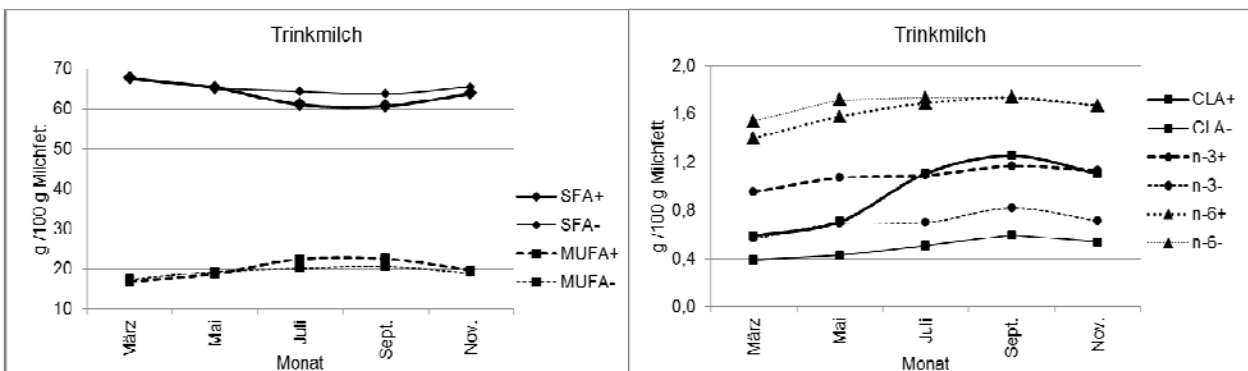 Trinkmilch
g /100 g Milchfett
70
60
50
40
30
20
10
März
Mai
Juli
Sept.
Nov.
Monat
SFA+
SFA-
MUFA+
MUFA-
Trinkmilch
g /100 g Milchfett
2,0
1,6
1,2
0,8
0,4
0,0
März
Mai
Juli
Sept.
Nov.
Monat
CLA+
CLA-
n-3+
n-3-
n-6+
n-6-